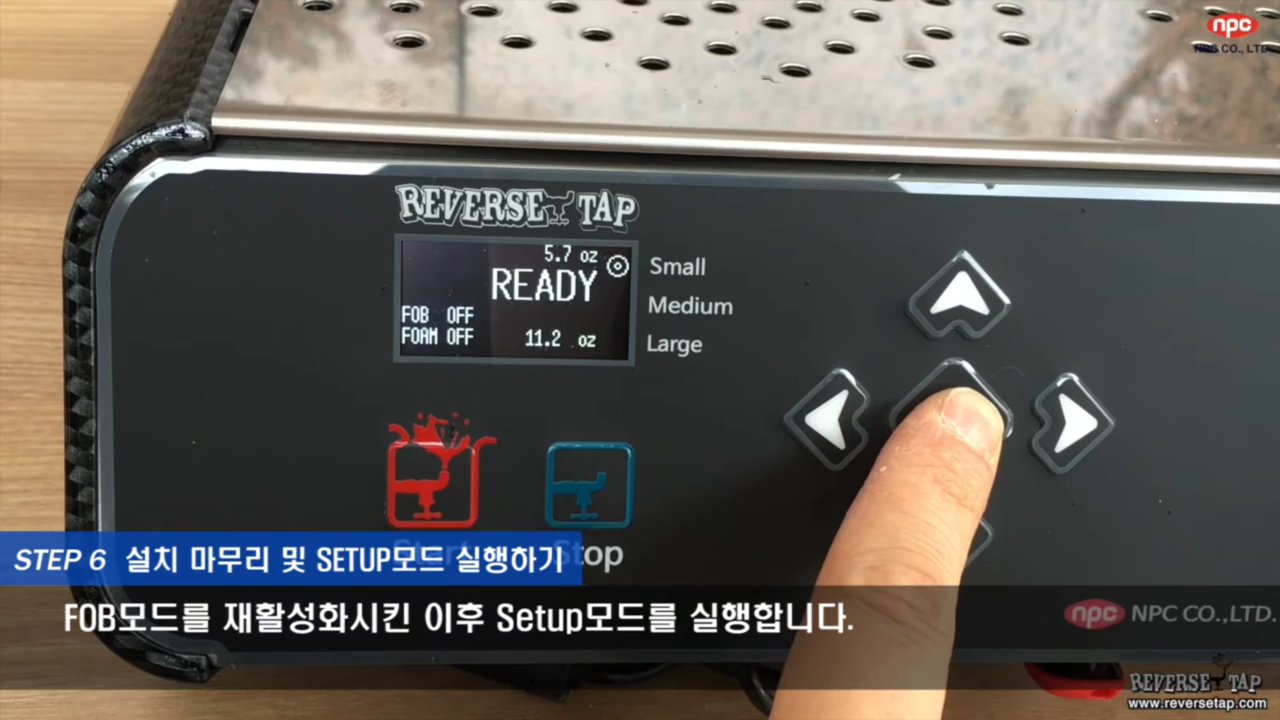 npc
NPC CO., LTD
REVERSE TAP
5.7 oz
READY
FOB OFF
FOAM OFF
11.2 oz
Small
Medium
Large
Start
Stop
STEP 6 설치 마무리 및 SETUP모드 실행하기
FOB모드를 재활성화시킨 이후 Setup모드를 실행합니다.
npc NPC CO.,LTD.
REVERSE TAP
www.reversetap.com